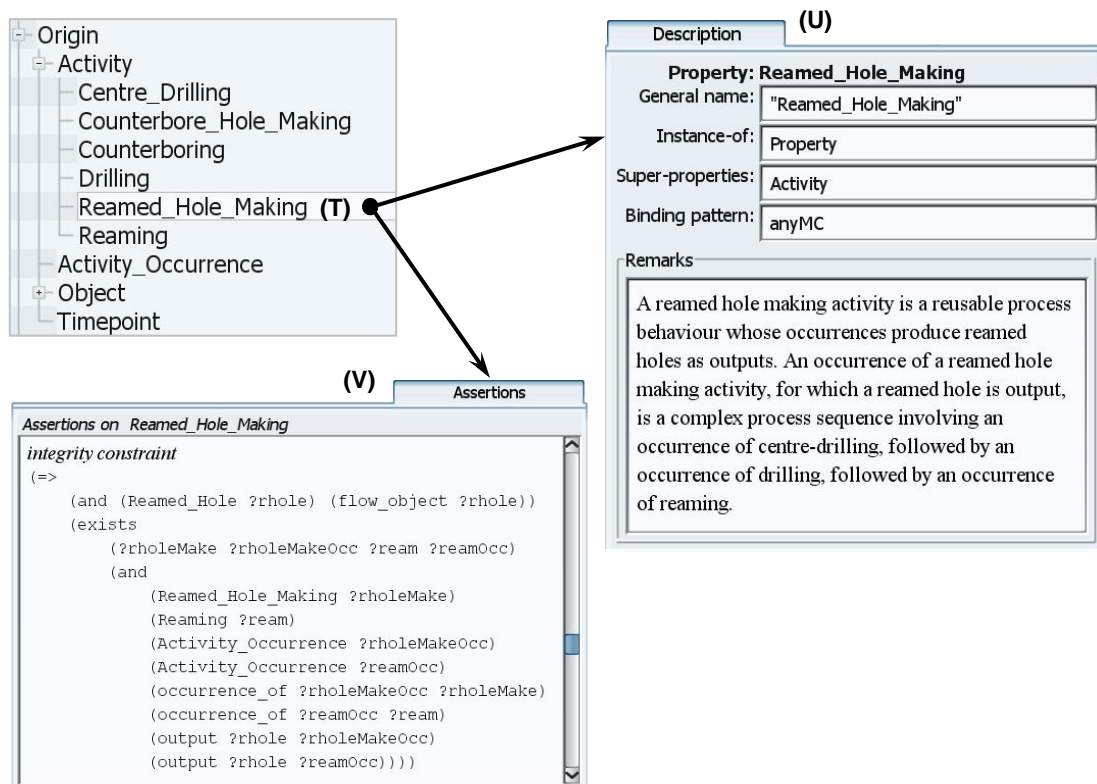 Origin
Activity
Centre_Drilling
Counterbore_Hole_Making
Counterboring
Drilling
Reamed_Hole_Making (T)
Reaming
Activity_Occurrence
Object
Timepoint
(U)
Description
Property: Reamed_Hole_Making
General name: "Reamed_Hole_Making"
Instance-of: Property
Super-properties: Activity
Binding pattern: anyMC
Remarks
A reamed hole making activity is a reusable process
behaviour whose occurrences produce reamed
holes as outputs. An occurrence of a reamed hole
making activity, for which a reamed hole is output,
is a complex process sequence involving an
occurrence of centre-drilling, followed by an
occurrence of drilling, followed by an occurrence
of reaming.
(V)
Assertions
Assertions on Reamed_Hole_Making
integrity constraint
(=>
(and (Reamed_Hole ?rhole) (flow_object ?rhole))
(exists
(?rholeMake ?rholeMakeOcc ?ream ?reamOcc)
(and
(Reamed_Hole_Making ?rholeMake)
(Reaming ?ream)
(Activity_Occurrence ?rholeMakeOcc)
(Activity_Occurrence ?reamOcc)
(occurrence_of ?rholeMakeOcc ?rholeMake)
(occurrence_of ?reamOcc ?ream)
(output ?rhole ?rholeMakeOcc)
(output ?rhole ?reamOcc))))